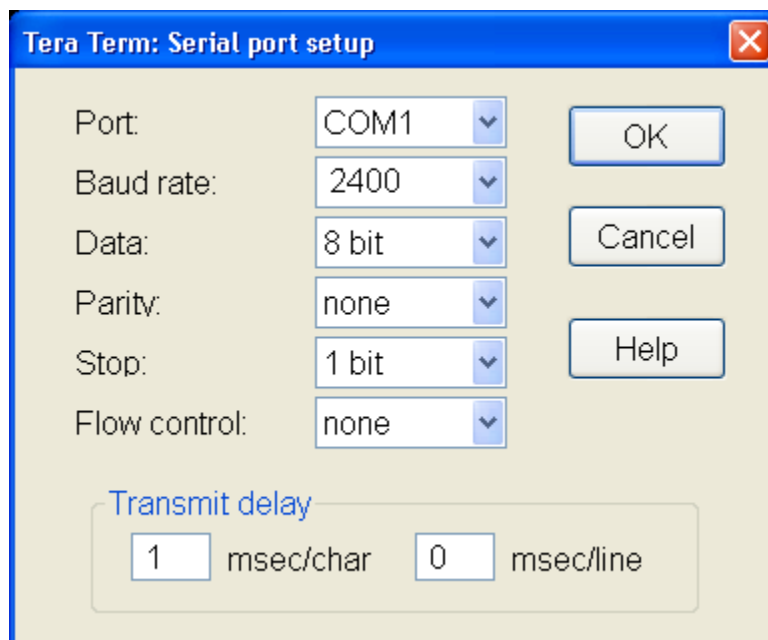 Tera Term: Serial port setup
Port: COM1 OK
Baud rate: 2400
Data: 8 bit Cancel
Parity: none
Stop: 1 bit Help
Flow control: none
Transmit delay
1 msec/char 0 msec/line